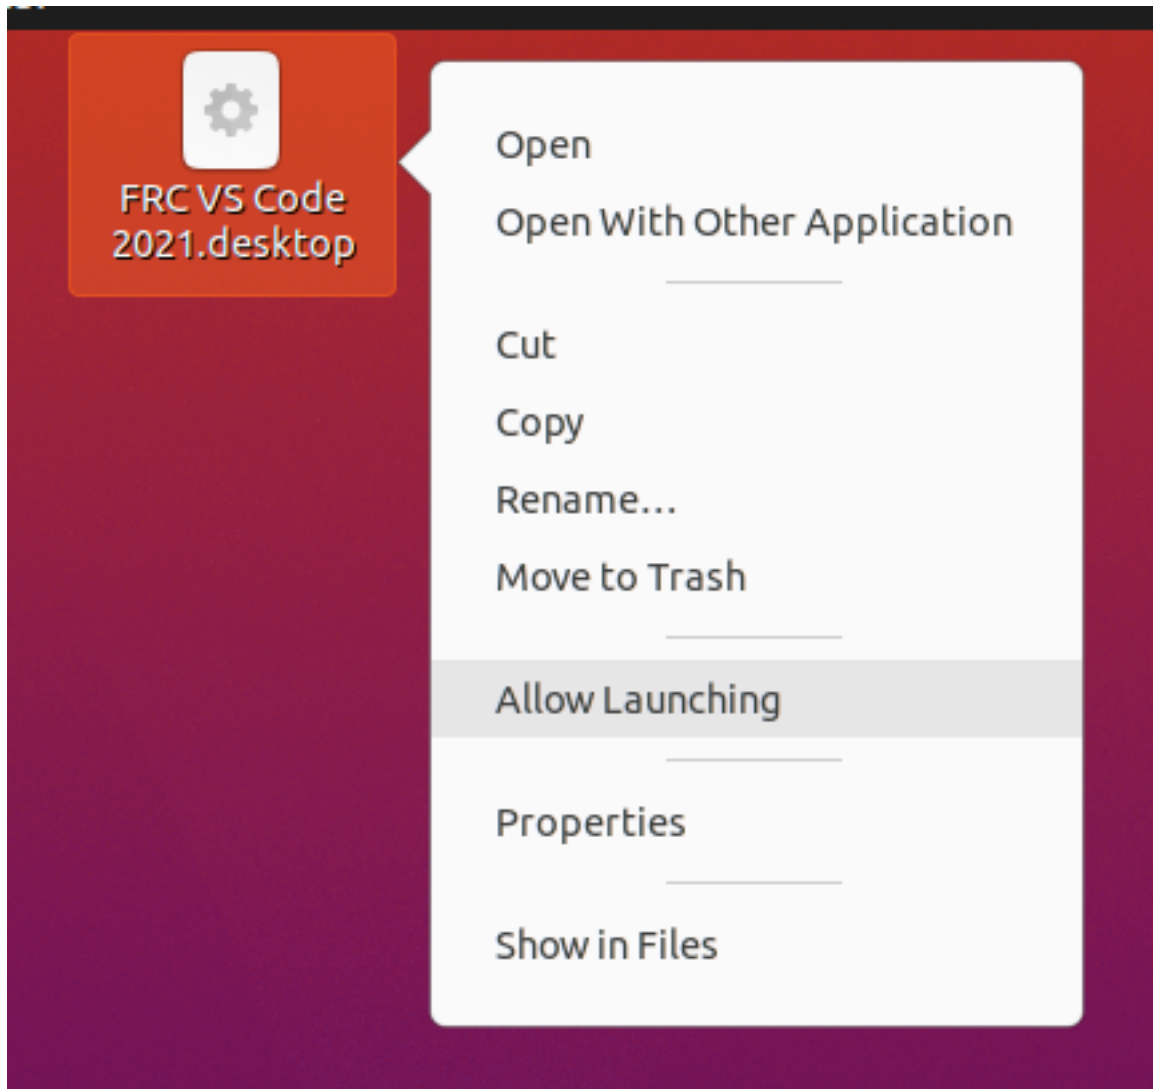 FRC VS Code
2021.desktop
Open
Open With Other Application
Cut
Copy
Rename…
Move to Trash
Allow Launching
Properties
Show in Files